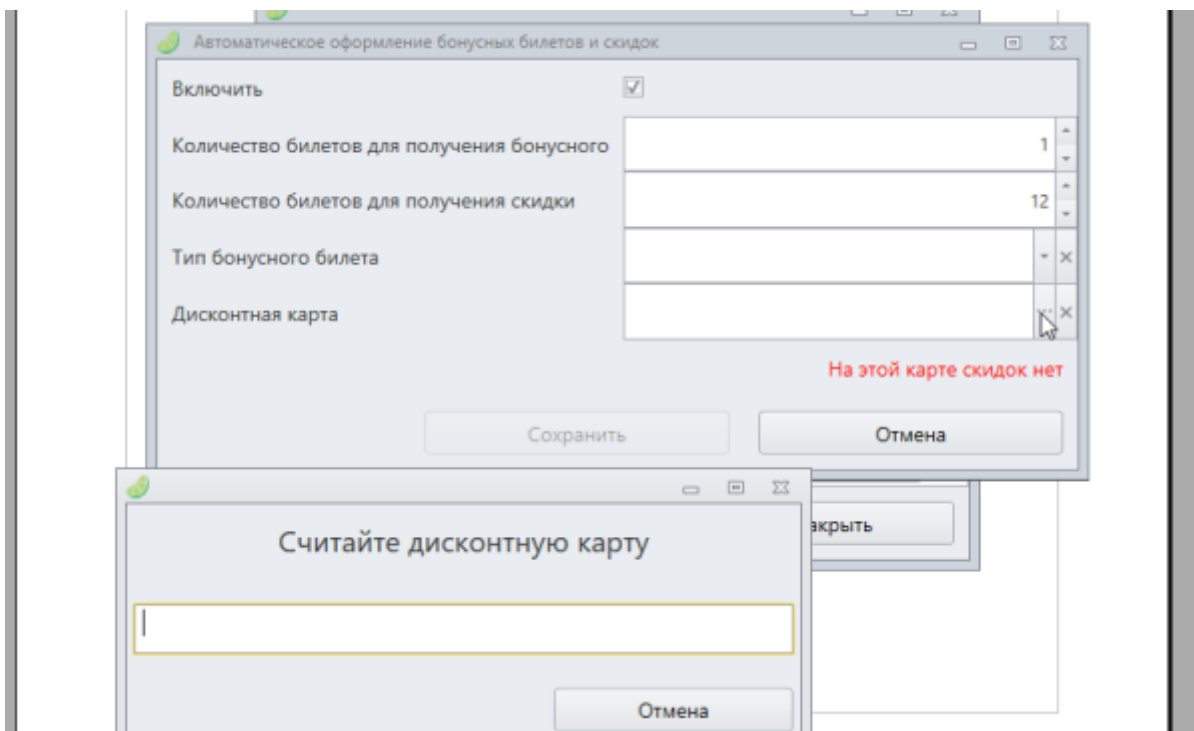 Автоматическое оформление бонусных билетов и скидок
Включить
Количество билетов для получения бонусного 1
Количество билетов для получения скидки 12
Тип бонусного билета
Дисконтная карта
На этой карте скидок нет
Сохранить Отмена
Считайте дисконтную карту
акрыть
Отмена